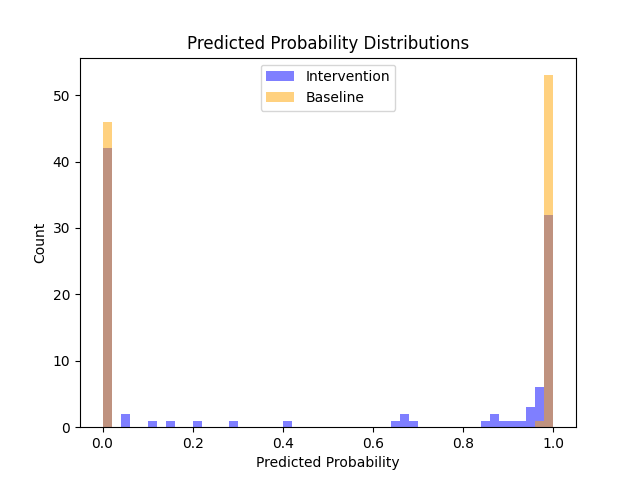 Predicted Probability Distributions
Intervention
Baseline
Count
50
40
30
20
10
0
0.0 0.2 0.4 0.6 0.8 1.0
Predicted Probability